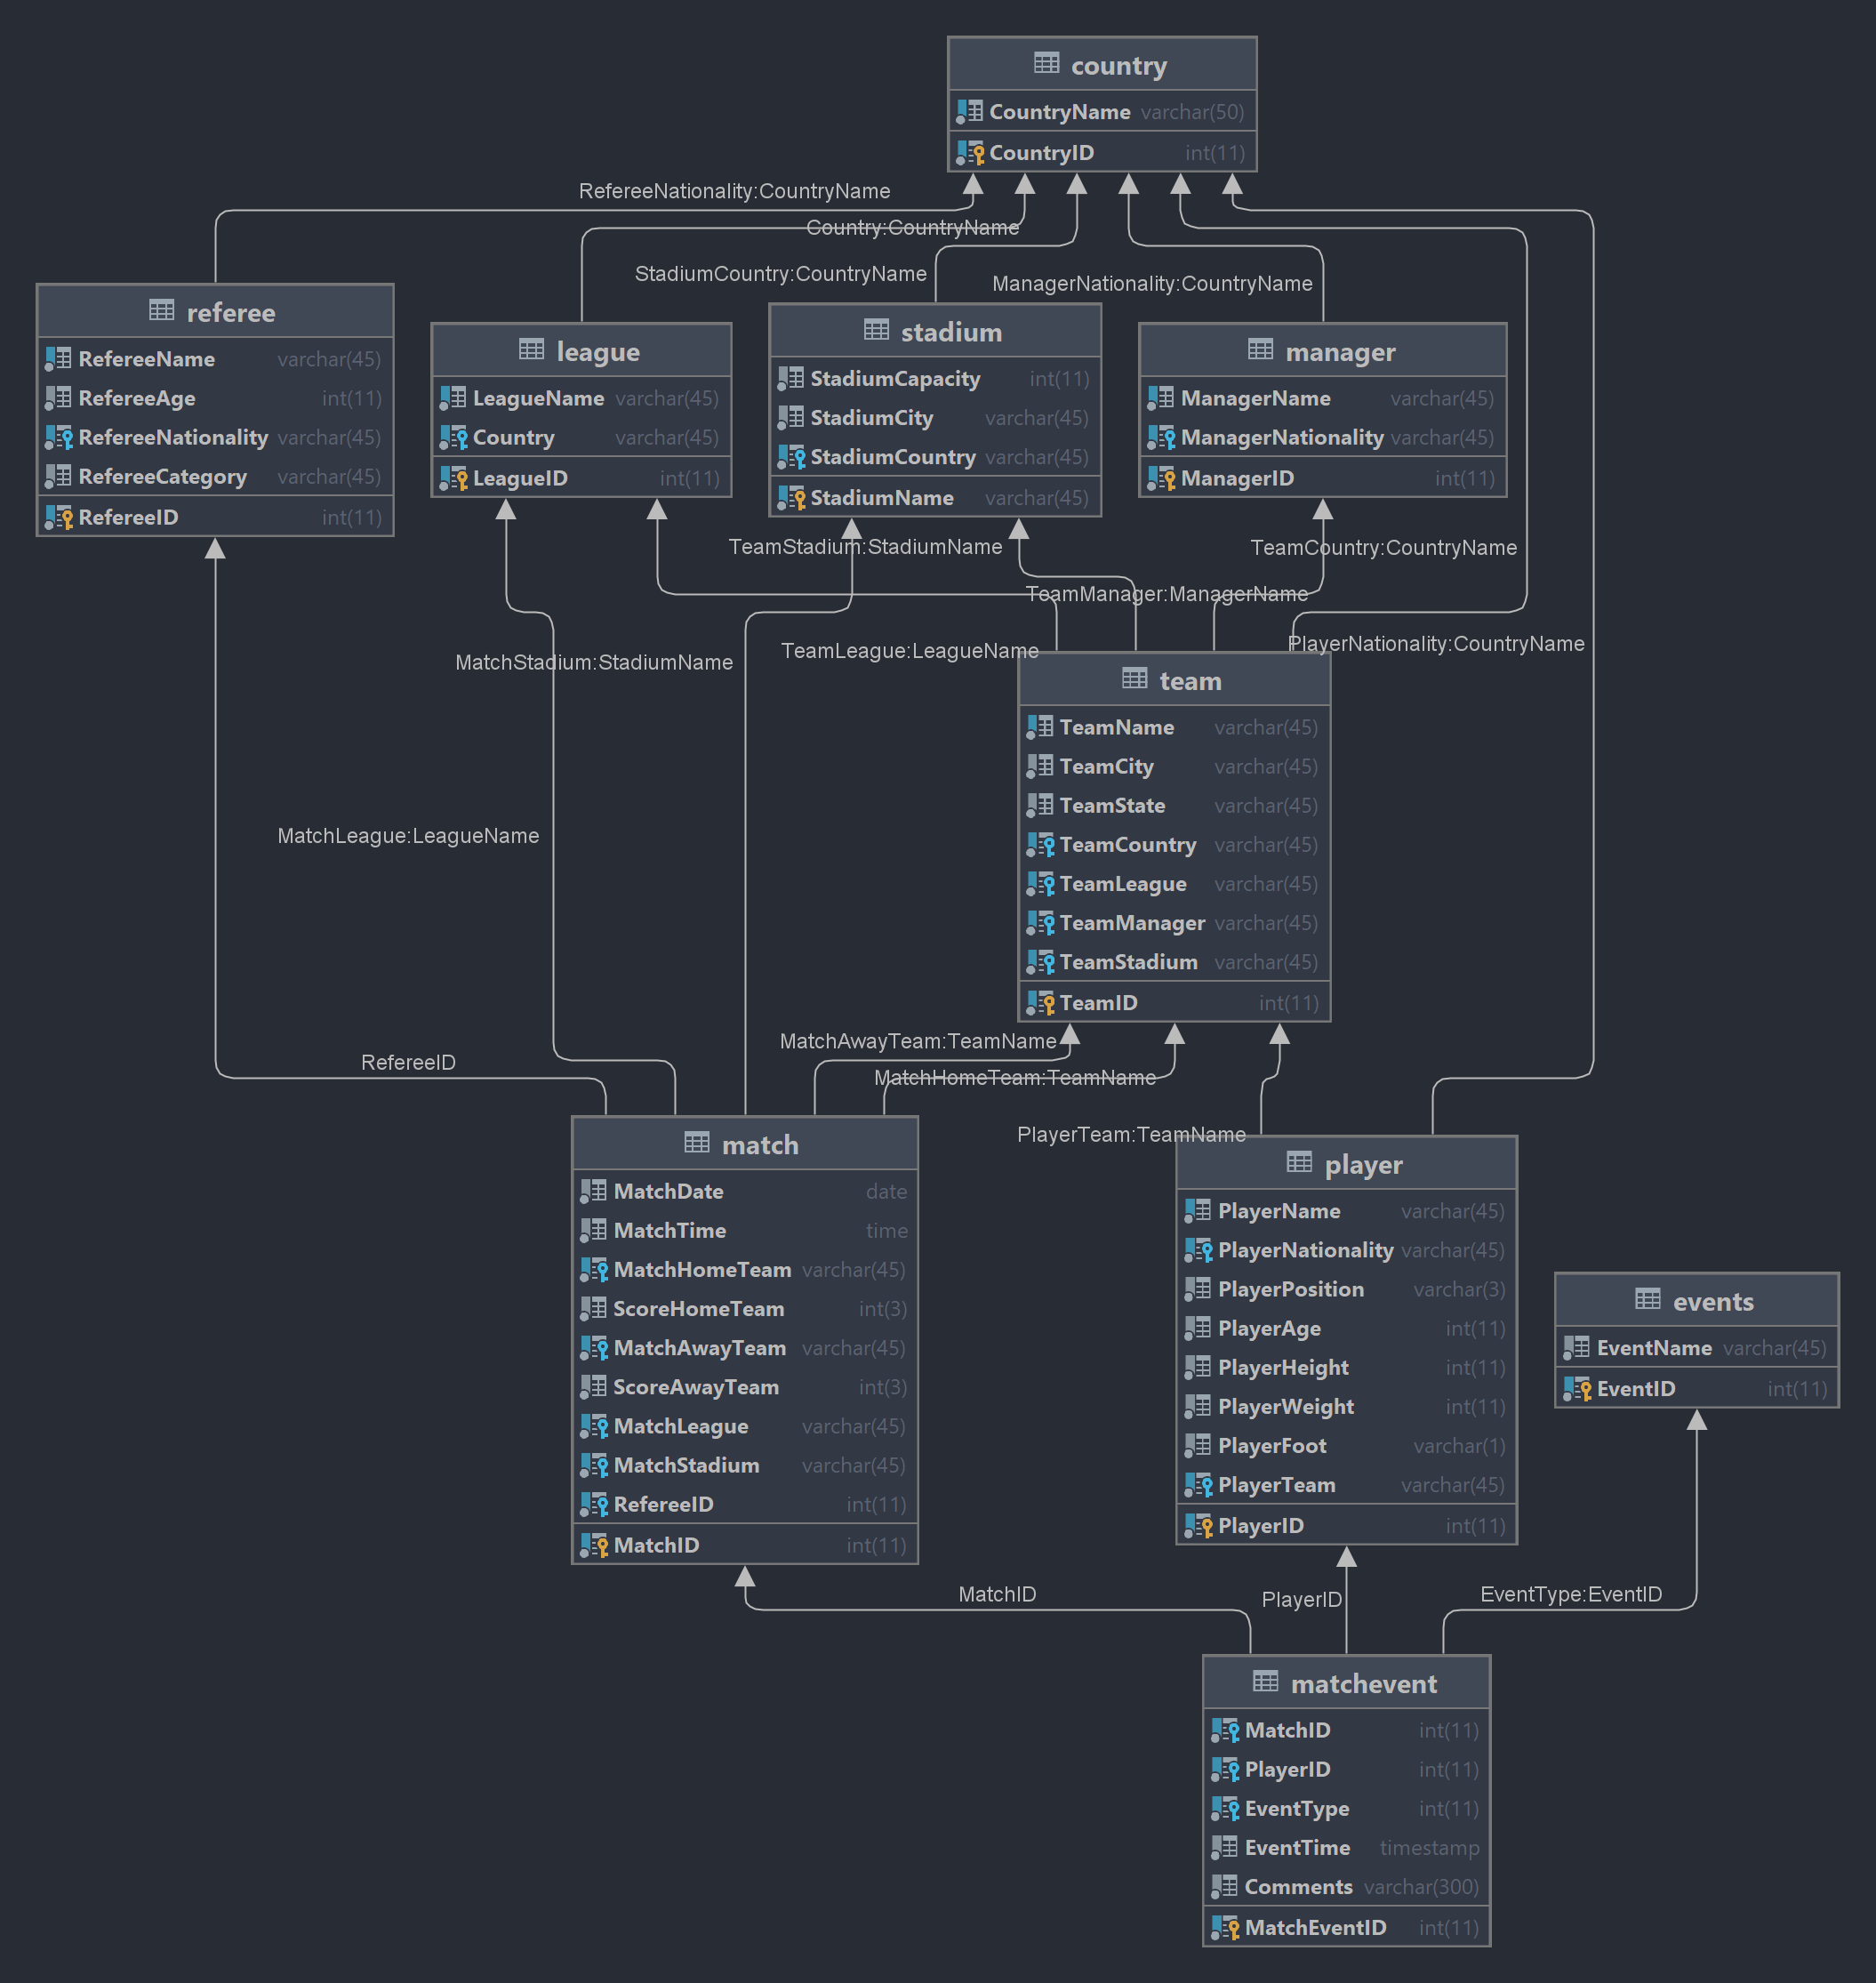 country
CountryName varchar(50)
CountryID int(11)
RefereeNationality:CountryName
Country:CountryName
StadiumCountry:CountryName
ManagerNationality:CountryName
referee
RefereeName varchar(45)
RefereeAge int(11)
RefereeNationality varchar(45)
RefereeCategory varchar(45)
RefereeID int(11)
league
LeagueName varchar(45)
Country varchar(45)
LeagueID int(11)
stadium
StadiumCapacity int(11)
StadiumCity varchar(45)
StadiumCountry varchar(45)
StadiumName varchar(45)
manager
ManagerName varchar(45)
ManagerNationality varchar(45)
ManagerID int(11)
TeamStadium:StadiumName
TeamCountry:CountryName
TeamManager:ManagerName
TeamLeague:LeagueName
PlayerNationality:CountryName
MatchStadium:StadiumName
MatchLeague:LeagueName
team
TeamName varchar(45)
TeamCity varchar(45)
TeamState varchar(45)
TeamCountry varchar(45)
TeamLeague varchar(45)
TeamManager varchar(45)
TeamStadium varchar(45)
TeamID int(11)
RefereeID
MatchAwayTeam:TeamName
MatchHomeTeam:TeamName
PlayerTeam:TeamName
match
MatchDate date
MatchTime time
MatchHomeTeam varchar(45)
ScoreHomeTeam int(3)
MatchAwayTeam varchar(45)
ScoreAwayTeam int(3)
MatchLeague varchar(45)
MatchStadium varchar(45)
RefereeID int(11)
MatchID int(11)
player
PlayerName varchar(45)
PlayerNationality varchar(45)
PlayerPosition varchar(3)
PlayerAge int(11)
PlayerHeight int(11)
PlayerWeight int(11)
PlayerFoot varchar(1)
PlayerTeam varchar(45)
PlayerID int(11)
events
EventName varchar(45)
EventID int(11)
MatchID
PlayerID
EventType:EventID
matchevent
MatchID int(11)
PlayerID int(11)
EventType int(11)
EventTime timestamp
Comments varchar(300)
MatchEventID int(11)